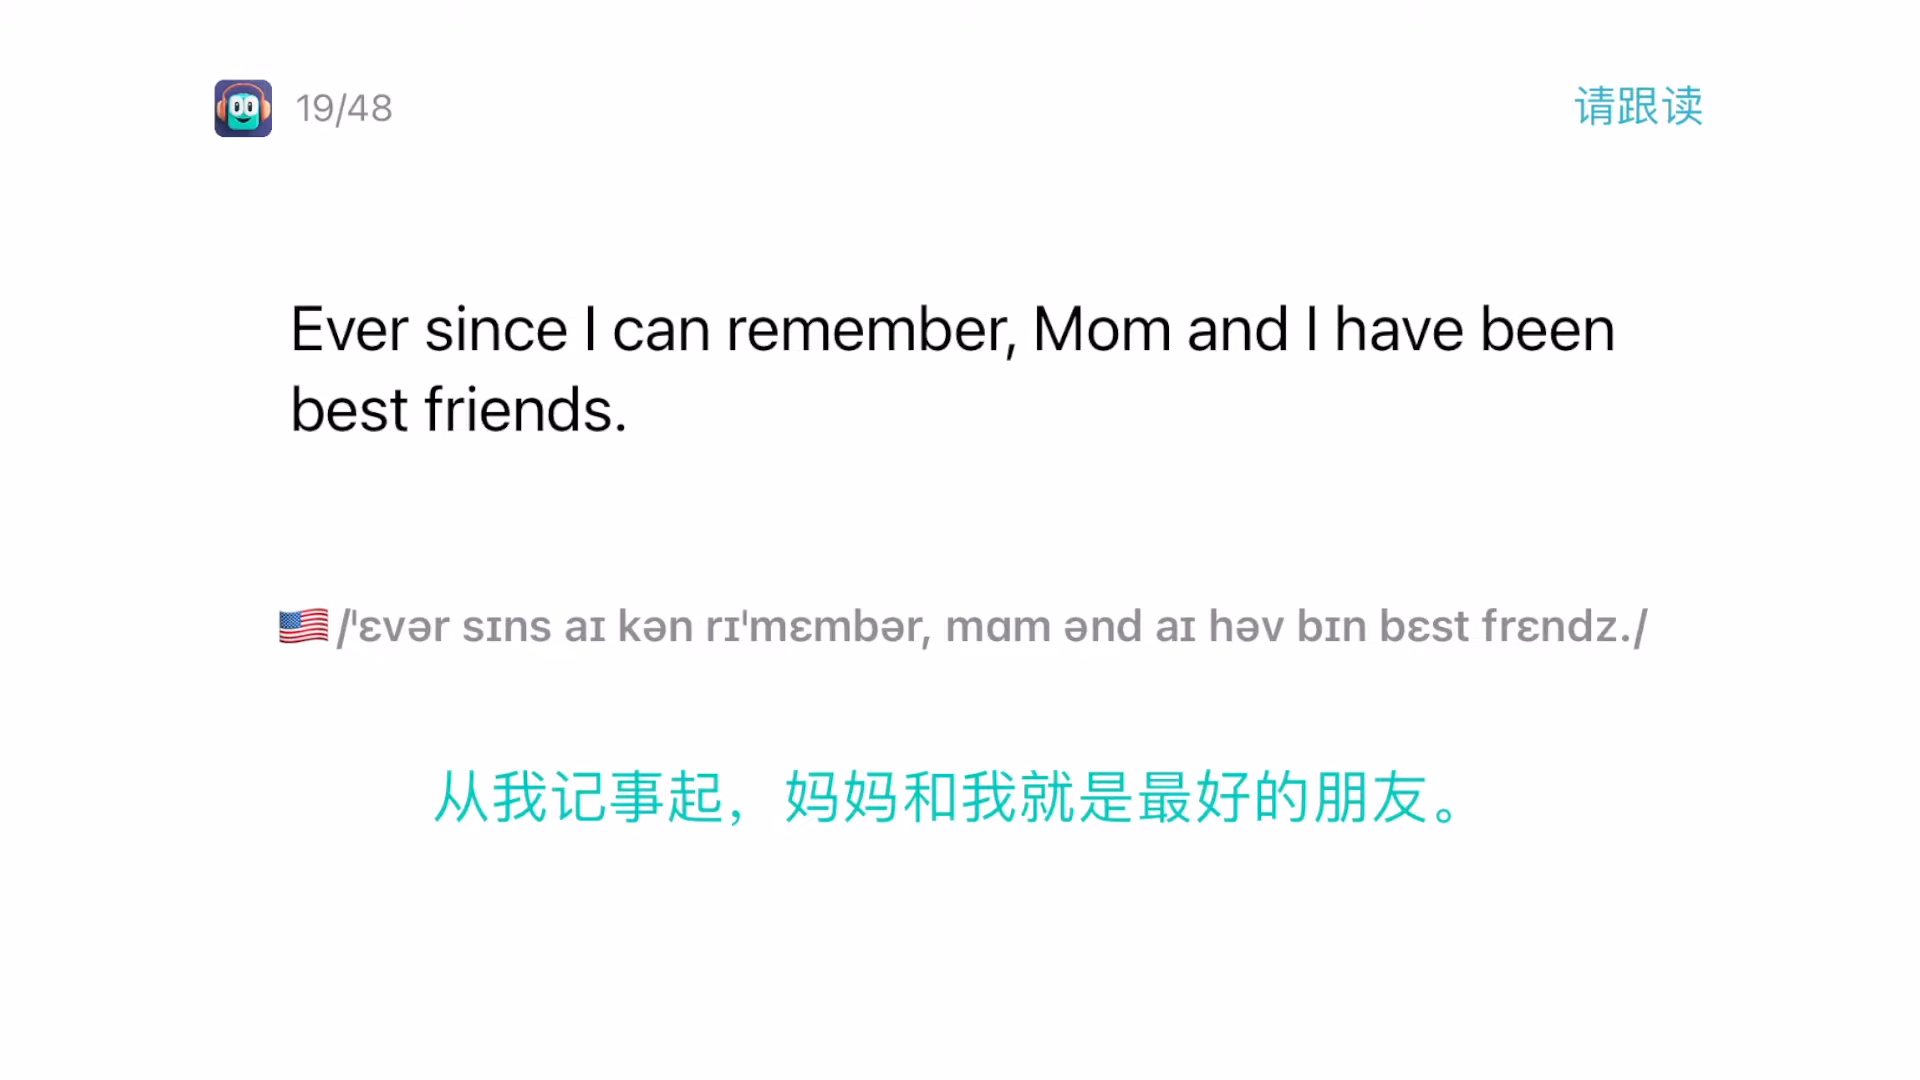 19/48
请跟读
Ever since I can remember, Mom and I have been
best friends.
/ˈɛvər sɪns aɪ kən rɪˈmɛmbər, mɑm ənd aɪ həv bɪn bɛst frɛndz./
从我记事起，妈妈和我就是最好的朋友。